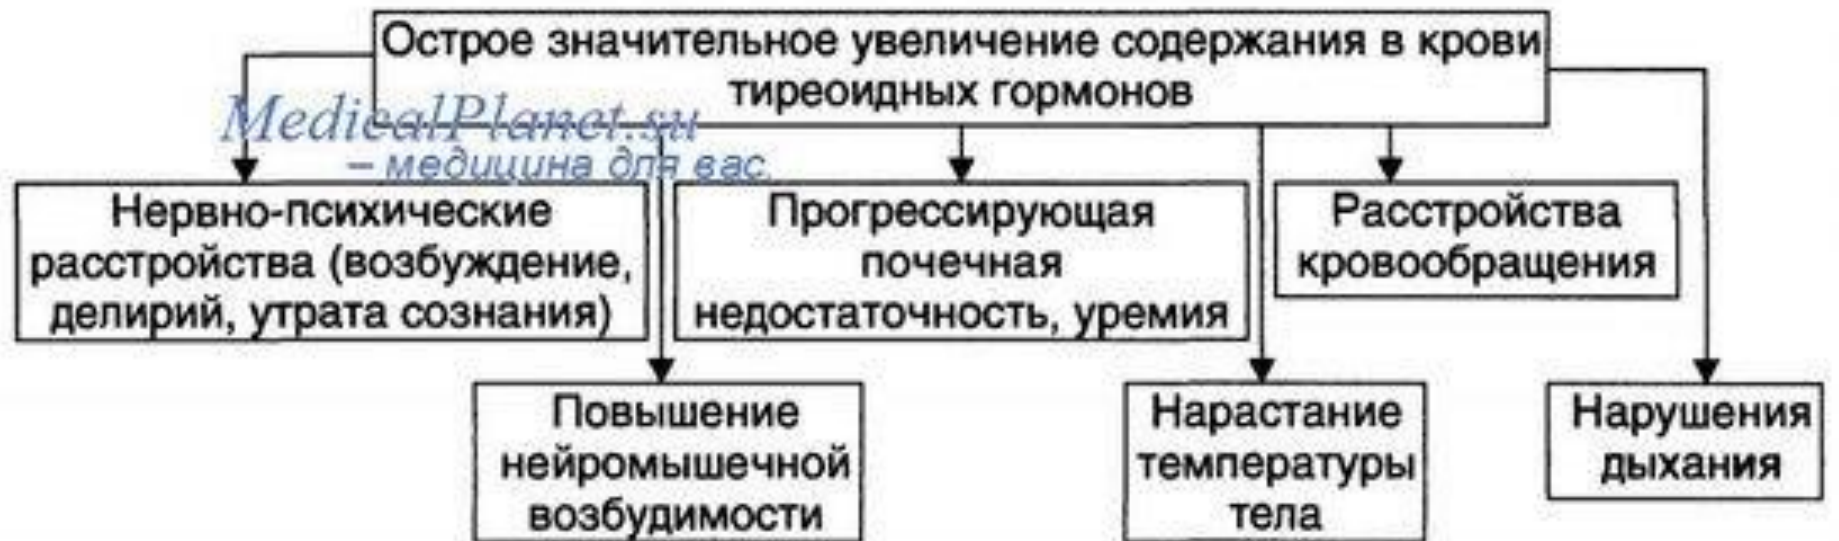 Острое значительное увеличение содержания в крови
тиреоидных гормонов
MedicalPlanet.su
– медицина для вас.
Нервно-психические
расстройства (возбуждение,
делирий, утрата сознания)
Прогрессирующая
почечная
недостаточность, уремия
Расстройства
кровообращения
Повышение
нейромышечной
возбудимости
Нарастание
температуры
тела
Нарушения
дыхания